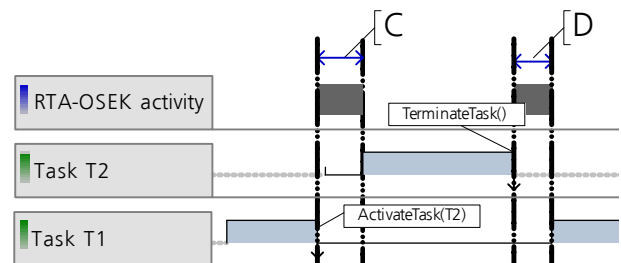 C
D
RTA-OSEK activity
TerminateTask()
Task T2
ActivateTask(T2)
Task T1